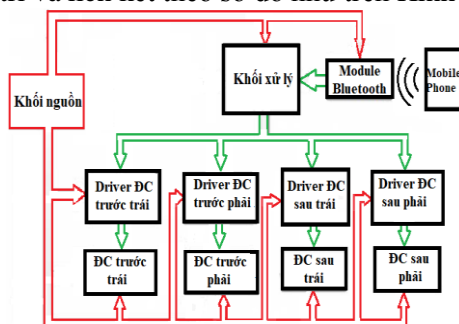 Khối xử lý
Module
Bluetooth
Mobile
Phone
Khối nguồn
Driver ĐC
trước trái
Driver ĐC
trước phải
Driver ĐC
sau trái
Driver ĐC
sau phải
ĐC trước
trái
ĐC trước
phải
ĐC sau
trái
ĐC sau
phải